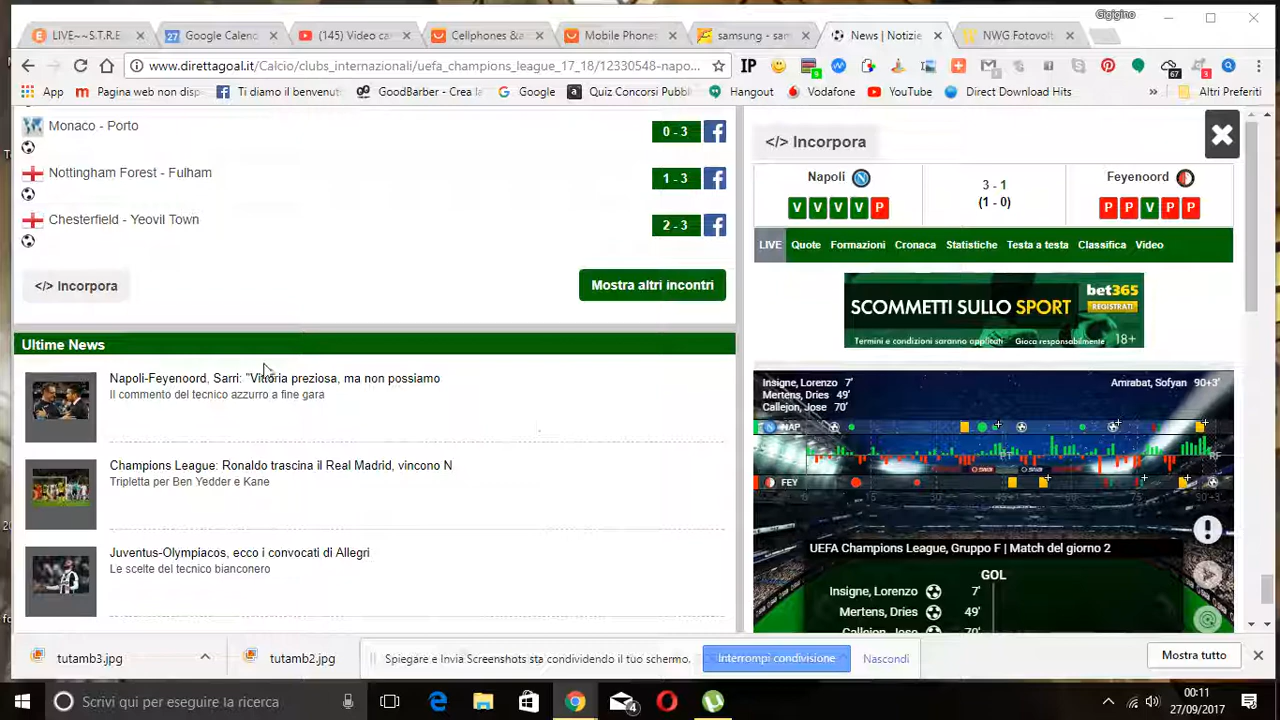 Gigigino
LIVE~~S.T.R.E
Google Calen
(145) Video ca
Cellphones &a
Mobile Phones
samsung - sam
News | Notizie
NWG Fotovolt
www.direttagoal.it/Calcio/clubs_internazionali/uefa_champions_league_17_18/12330548-napo...
App
Pagina web non disp
Ti diamo il benvenut
GoodBarber - Crea la
Google
Quiz Concorsi Pubbl
Hangout
Vodafone
YouTube
Direct Download Hits
»
Altri Preferiti
Monaco - Porto
0 - 3
Nottingham Forest - Fulham
1 - 3
Chesterfield - Yeovil Town
2 - 3
</> Incorpora
Mostra altri incontri
Ultime News
Napoli-Feyenoord, Sarri: "Vittoria preziosa, ma non possiamo
Il commento del tecnico azzurro a fine gara
Champions League: Ronaldo trascina il Real Madrid, vincono N
Tripletta per Ben Yedder e Kane
Juventus-Olympiacos, ecco i convocati di Allegri
Le scelte del tecnico bianconero
</> Incorpora
Napoli
3 - 1
(1 - 0)
Feyenoord
V V V V P
P P V P P
LIVE Quote Formazioni Cronaca Statistiche Testa a testa Classifica Video
SCOMMETTI SULLO SPORT
bet365
REGISTRATI
Termini e condizioni saranno applicati Gioca responsabilmente 18+
Insigne, Lorenzo 7'
Mertens, Dries 49'
Callejon, Jose 70'
Amrabat, Sofyan 90+3'
NAP
FEY
UEFA Champions League, Gruppo F | Match del giorno 2
GOL
Insigne, Lorenzo 7'
Mertens, Dries 49'
Callejon, Jose 70'
tutamb3.jpg
tutamb2.jpg
Spiegare e Invia Screenshots sta condividendo il tuo schermo.
Interrompi condivisione
Nascondi
Mostra tutto
Scrivi qui per eseguire la ricerca
00:11
27/09/2017